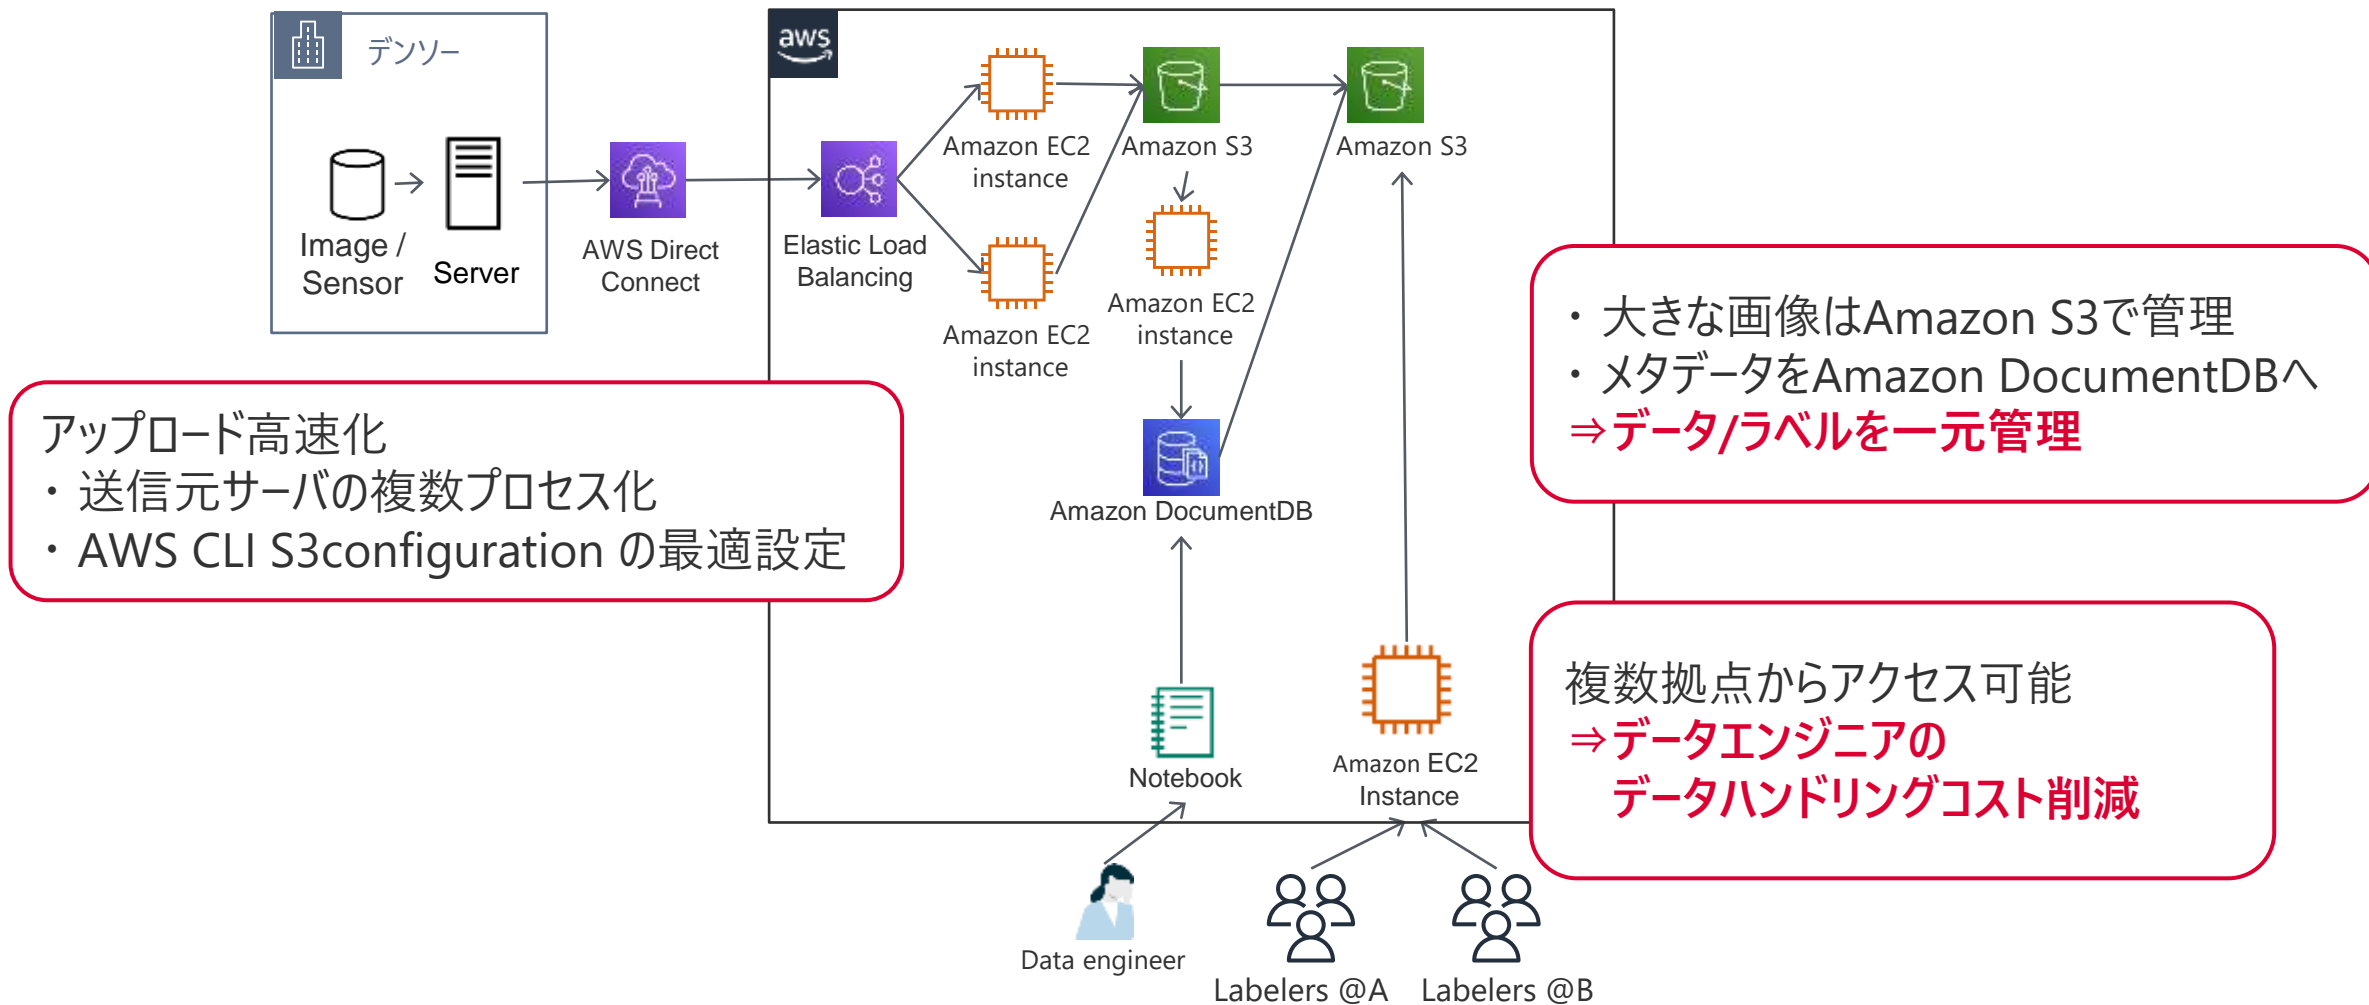 デンソー
aws
Image /
Sensor
Server
AWS Direct
Connect
Elastic Load
Balancing
Amazon EC2
instance
Amazon EC2
instance
Amazon S3
Amazon S3
Amazon EC2
instance
Amazon DocumentDB
Notebook
Amazon EC2
Instance
Data engineer
Labelers @A
Labelers @B
アップロード高速化
・送信元サーバの複数プロセス化
・AWS CLI S3configuration の最適設定
・大きな画像はAmazon S3で管理
・メタデータをAmazon DocumentDBへ
⇒データ/ラベルを一元管理
複数拠点からアクセス可能
⇒データエンジニアの
データハンドリングコスト削減